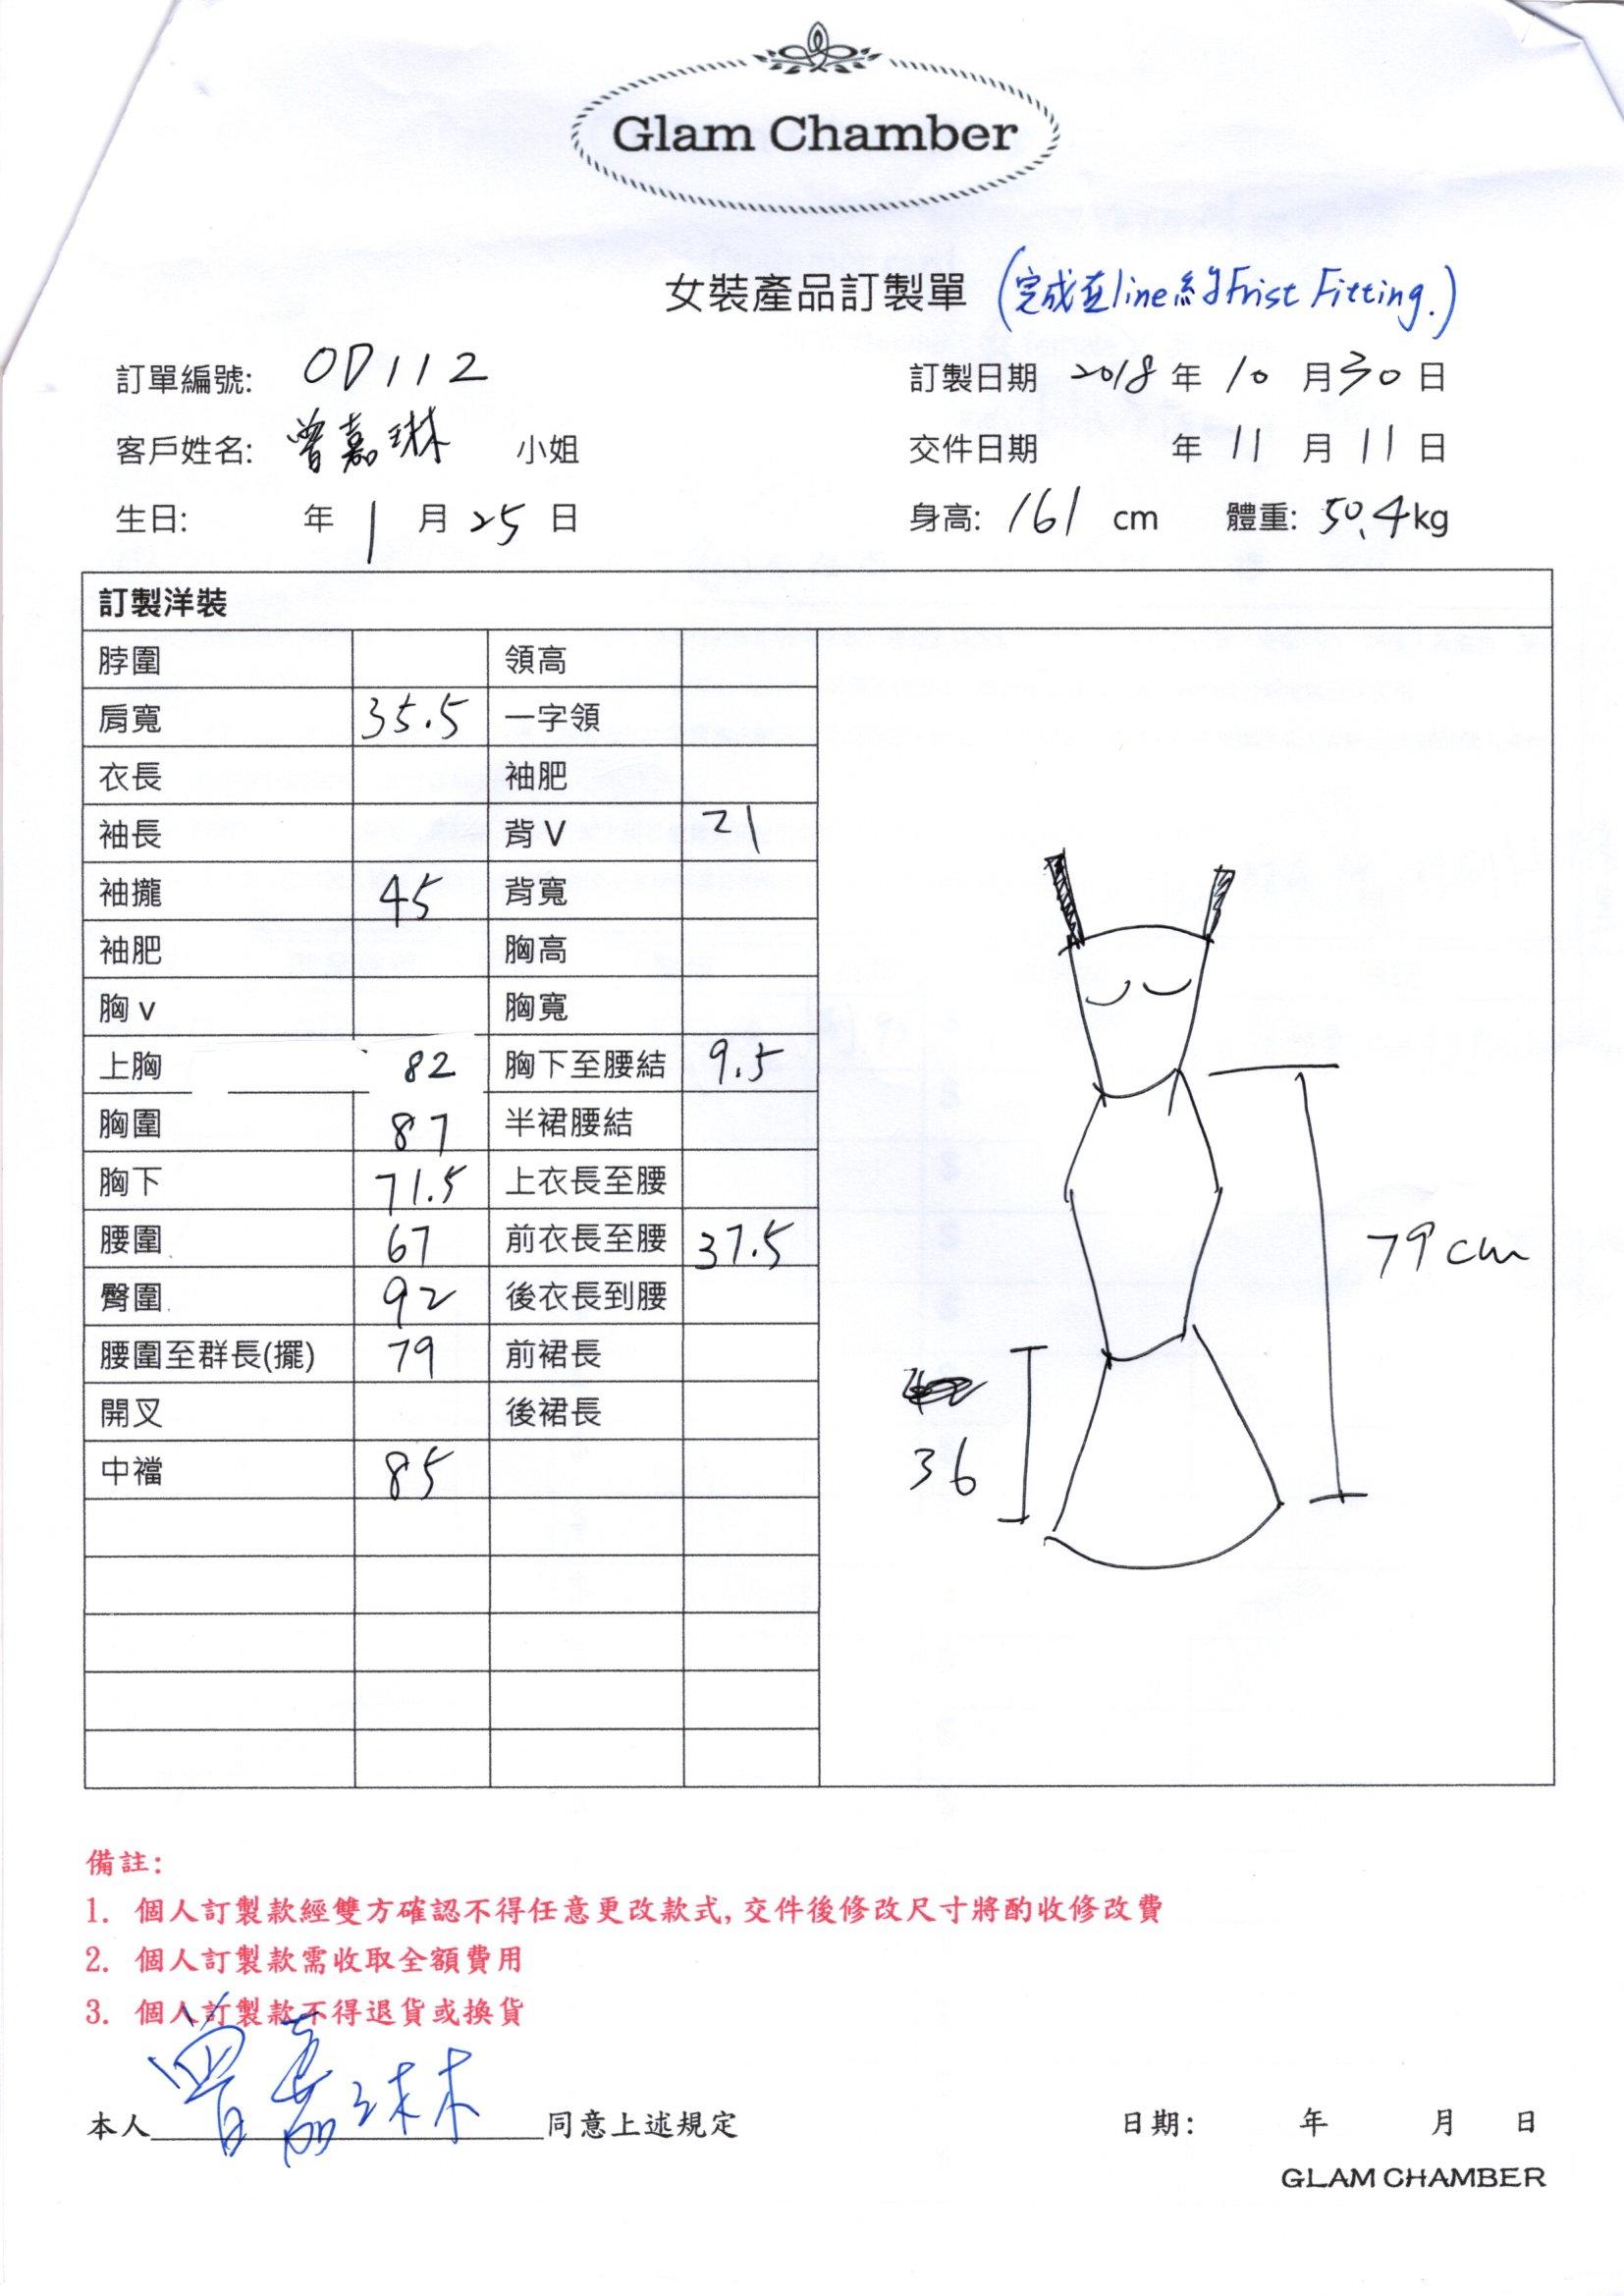 Glam Chamber
女裝產品訂製單 (完成在line約Frist Fitting.)
訂單編號: OD112 訂製日期 2018 年 10 月 30 日
客戶姓名: 曾嘉琳 小姐 交件日期 年 11 月 11 日
生日: 年 1 月 25 日 身高: 161 cm 體重: 50.4 kg
訂製洋裝
脖圍 領高
肩寬 35.5 一字領
衣長 袖肥
袖長 背V 21
袖攏 45 背寬
袖肥 胸高
胸v 胸寬
上胸 82 胸下至腰結 9.5
胸圍 87 半裙腰結
胸下 71.5 上衣長至腰
腰圍 67 前衣長至腰 37.5
臀圍 92 後衣長到腰
腰圍至群長(擺) 79 前裙長
開叉 後裙長
中襠 85
79cm
36
備註:
1. 個人訂製款經雙方確認不得任意更改款式,交件後修改尺寸將酌收修改費
2. 個人訂製款需收取全額費用
3. 個人訂製款不得退貨或換貨
本人 曾嘉琳 同意上述規定 日期: 年 月 日
GLAM CHAMBER